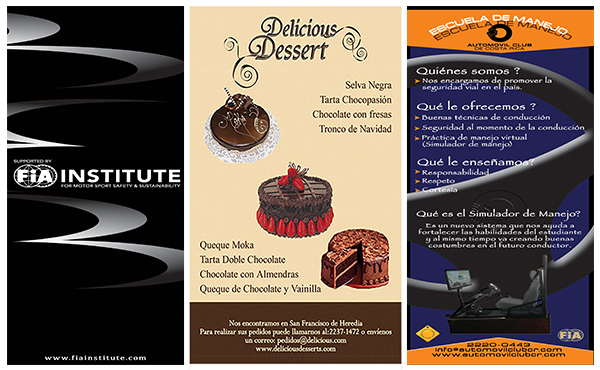 SUPPORTED BY
FiA INSTITUTE
FOR MOTOR SPORT SAFETY & SUSTAINABILITY
www.fiainstitute.com
Delicious
Dessert
Selva Negra
Tarta Chocopasión
Chocolate con fresas
Tronco de Navidad
Queque Moka
Tarta Doble Chocolate
Chocolate con Almendras
Queque de Chocolate y Vainilla
Nos encontramos en San Francisco de Heredia
Para realizar sus pedidos puede llamarnos al:2237-1472 o envíenos
un correo: pedidos@delicious.com
www.deliciousdesserts.com
ESCUELA DE MANEJO
ESCUELA DE MANEJO
AUTOMOVIL CLUB
DE COSTA RICA
Quiénes somos ?
Nos encargamos de promover la
seguridad vial en el país.
Qué le ofrecemos ?
Buenas técnicas de conducción
Seguridad al momento de la conducción
Práctica de manejo virtual
(Simulador de manejo)
Qué le enseñamos?
Responsabilidad
Respeto
Cortesía
Qué es el Simulador de Manejo?
Es un nuevo sistema que nos ayuda a
fortalecer las habilidades del estudiante
y al mismo tiempo va creando buenas
costumbres en el futuro conductor.
FiA
2220-0443
info@automovilclubcr.com
www.automovilclubcr.com